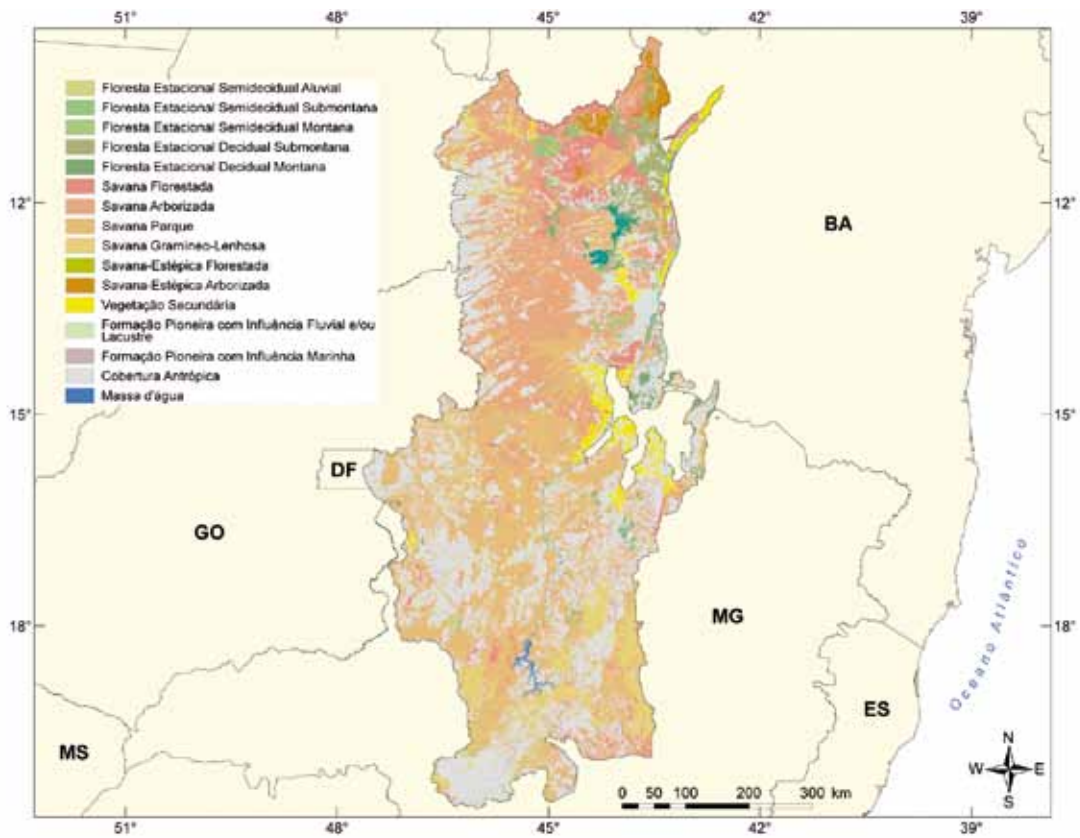 51° 48° 45° 42° 39°
Floresta Estacional Semidecidual Aluvial
Floresta Estacional Semidecidual Submontana
Floresta Estacional Semidecidual Montana
Floresta Estacional Decidual Submontana
Floresta Estacional Decidual Montana
Savana Florestada
Savana Arborizada
Savana Parque
Savana Gramíneo-Lenhosa
Savana-Estépica Florestada
Savana-Estépica Arborizada
Vegetação Secundária
Formação Pioneira com Influência Fluvial e/ou
Lacustre
Formação Pioneira com Influência Marinha
Cobertura Antrópica
Massa d'água
12° 12°
BA
15° 15°
DF
GO
MG
18° 18°
Oceano Atlântico
ES
MS
N
W E
S
0 50 100 200 300 km
51° 48° 45° 42° 39°